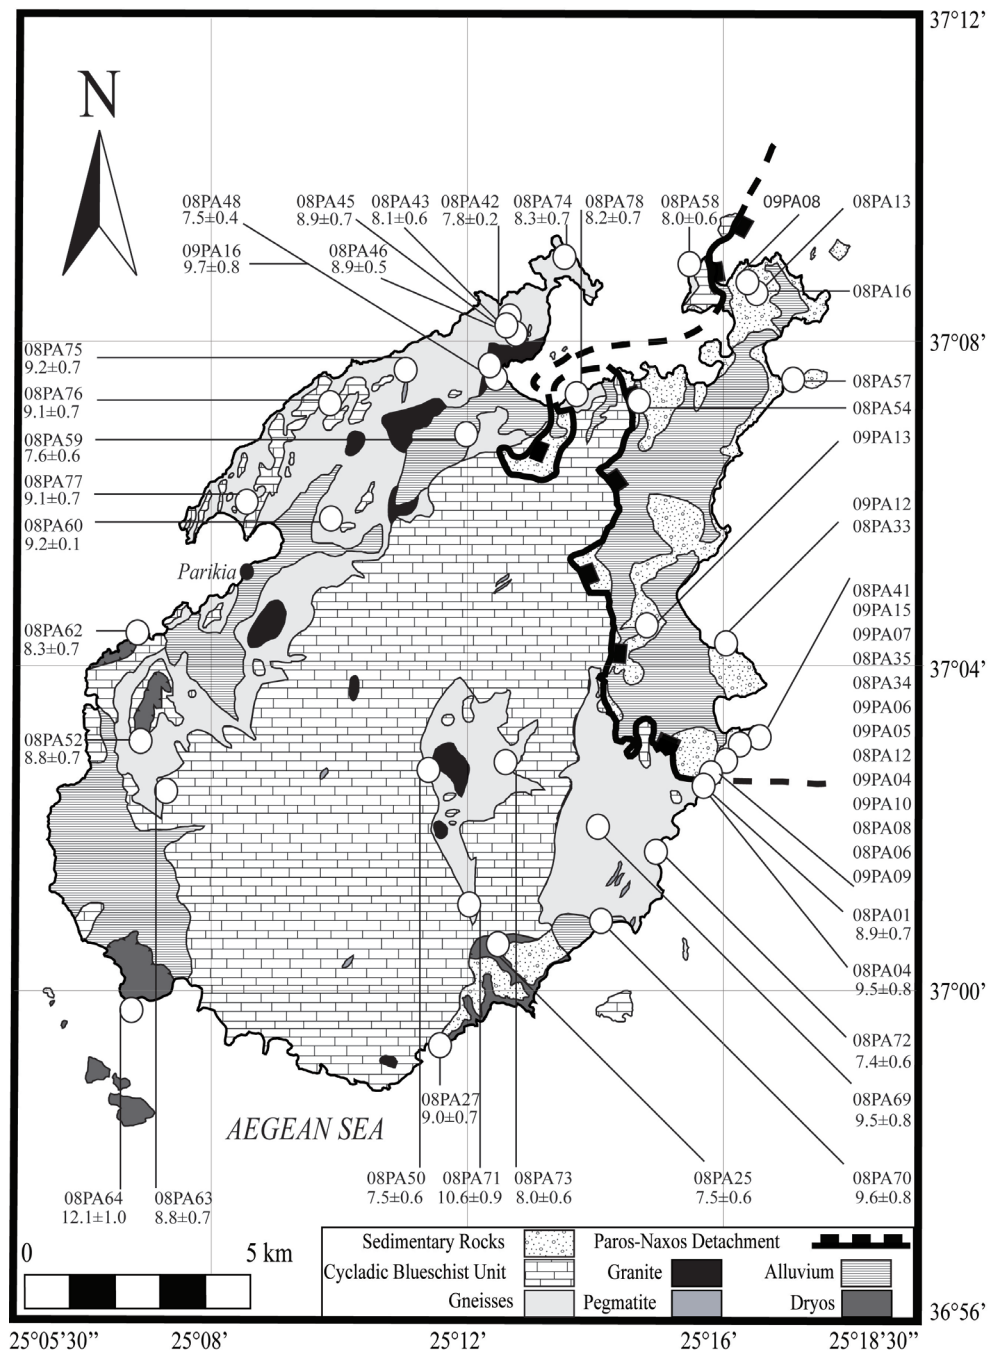 37°12’
N
08PA48
7.5±0.4
08PA45
8.9±0.7
08PA43
8.1±0.6
08PA42
7.8±0.2
08PA74
8.3±0.7
08PA78
8.2±0.7
08PA58
8.0±0.6
09PA08
08PA13
09PA16
9.7±0.8
08PA46
8.9±0.5
08PA16
37°08’
08PA75
9.2±0.7
08PA57
08PA76
9.1±0.7
08PA54
08PA59
7.6±0.6
09PA13
08PA77
9.1±0.7
09PA12
08PA33
08PA60
9.2±0.1
Parikia
08PA41
09PA15
08PA62
8.3±0.7
09PA07
08PA35
37°04’
08PA34
09PA06
09PA05
08PA52
8.8±0.7
08PA12
09PA04
09PA10
08PA08
08PA06
09PA09
08PA01
8.9±0.7
08PA04
9.5±0.8
37°00’
08PA72
7.4±0.6
08PA27
9.0±0.7
08PA69
9.5±0.8
AEGEAN SEA
08PA64
12.1±1.0
08PA63
8.8±0.7
08PA50
7.5±0.6
08PA71
10.6±0.9
08PA73
8.0±0.6
08PA25
7.5±0.6
08PA70
9.6±0.8
0 5 km
Sedimentary Rocks Paros-Naxos Detachment
Cycladic Blueschist Unit Granite Alluvium
Gneisses Pegmatite Dryos
36°56’
25°05’30’’ 25°08’ 25°12’ 25°16’ 25°18’30’’